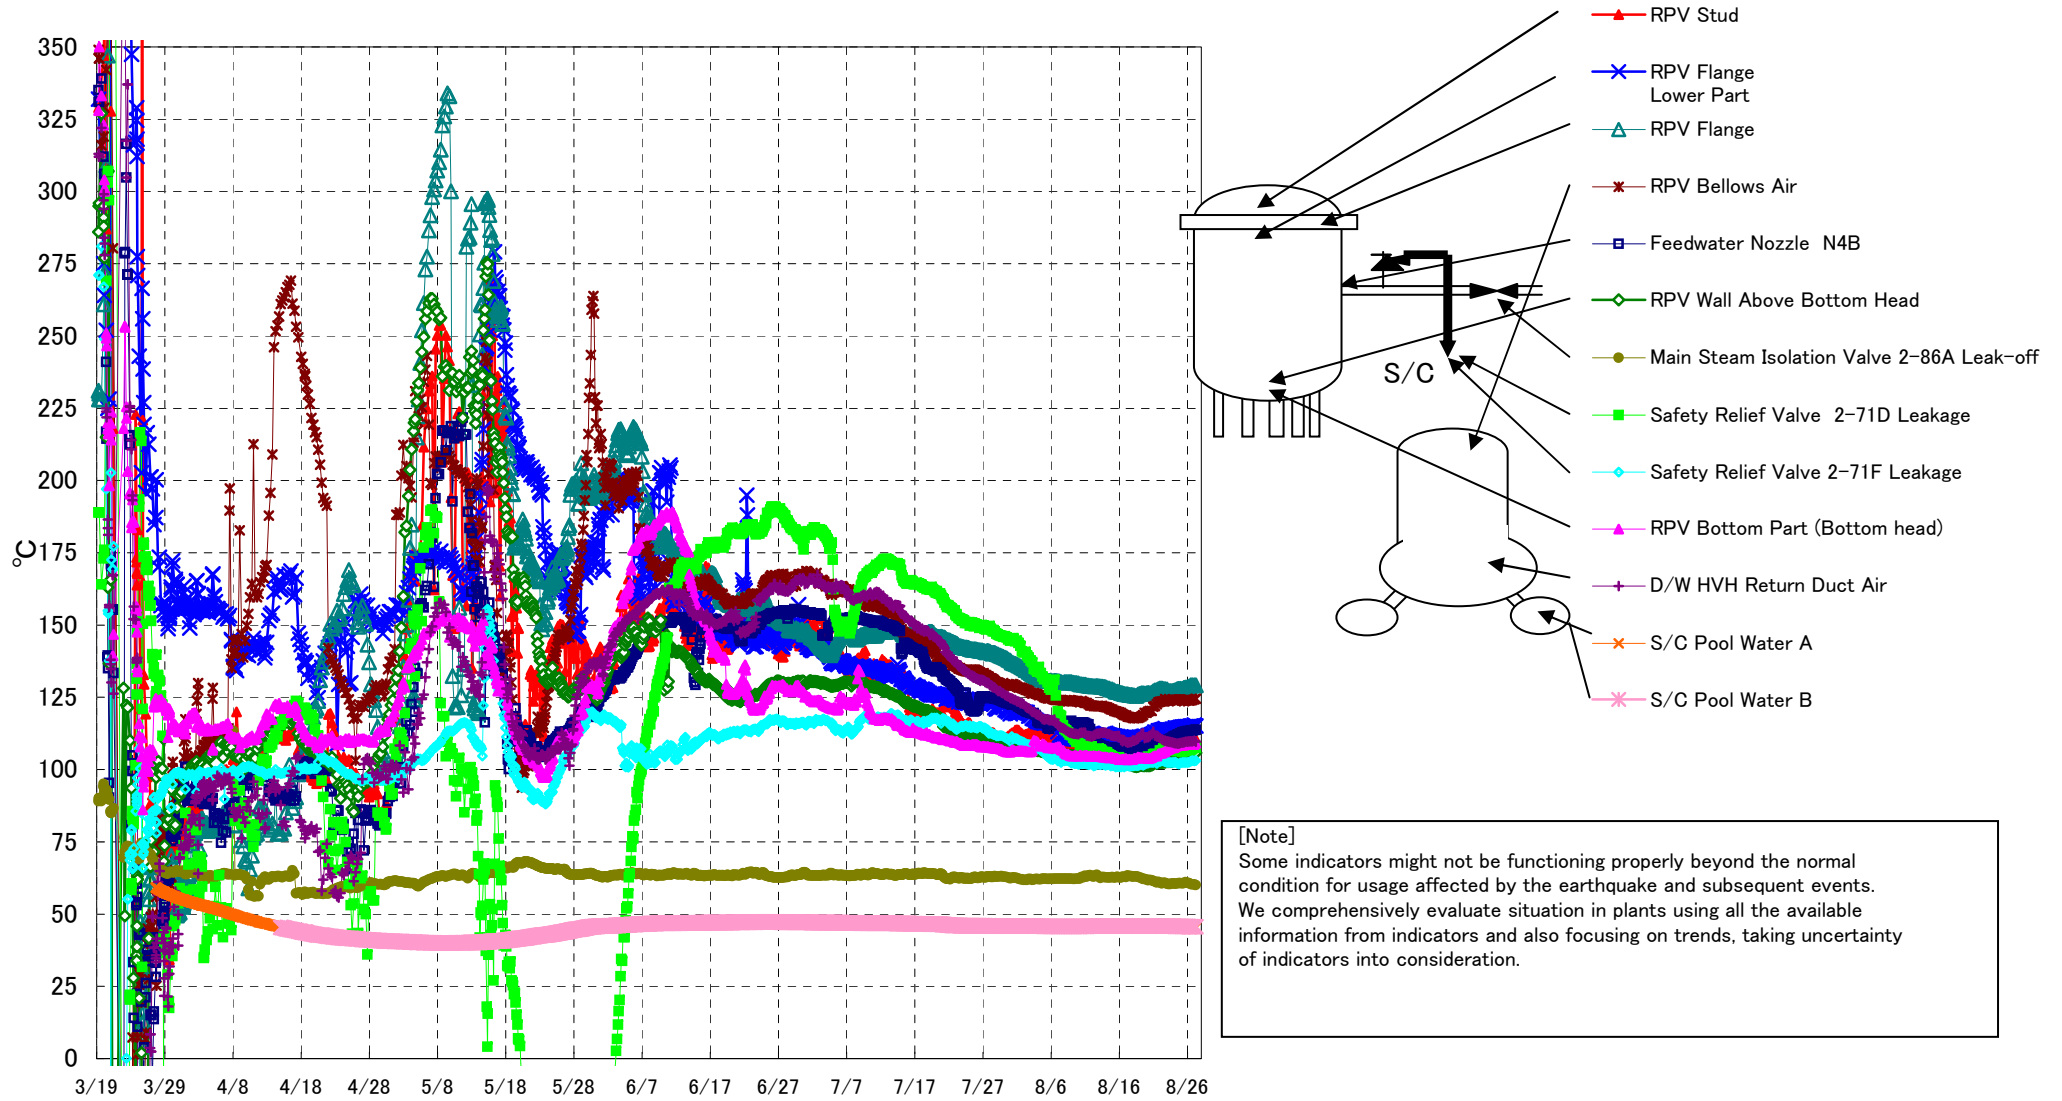 ℃
350
325
300
275
250
225
200
175
150
125
100
75
50
25
0
3/19 3/29 4/8 4/18 4/28 5/8 5/18 5/28 6/7 6/17 6/27 7/7 7/17 7/27 8/6 8/16 8/26
RPV Stud
RPV Flange
Lower Part
RPV Flange
RPV Bellows Air
Feedwater Nozzle N4B
RPV Wall Above Bottom Head
Main Steam Isolation Valve 2-86A Leak-off
Safety Relief Valve 2-71D Leakage
Safety Relief Valve 2-71F Leakage
RPV Bottom Part (Bottom head)
D/W HVH Return Duct Air
S/C Pool Water A
S/C Pool Water B
S/C
[Note]
Some indicators might not be functioning properly beyond the normal
condition for usage affected by the earthquake and subsequent events.
We comprehensively evaluate situation in plants using all the available
information from indicators and also focusing on trends, taking uncertainty
of indicators into consideration.